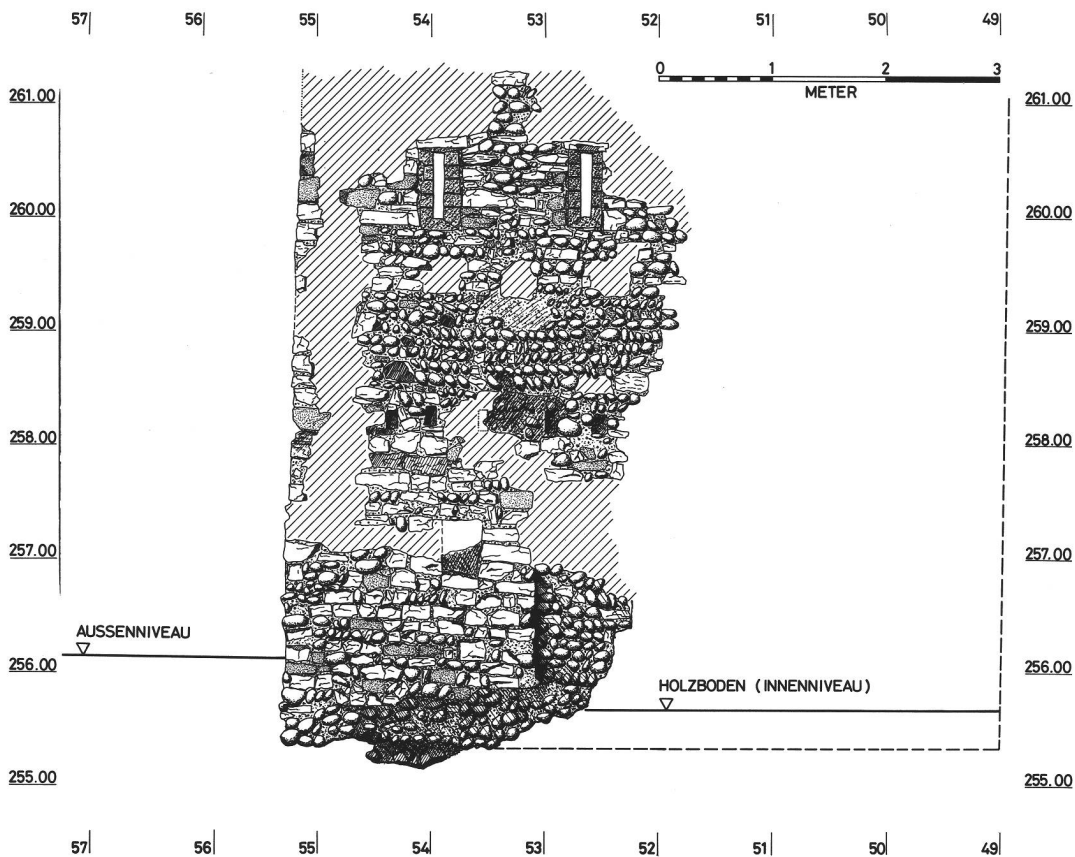 57 56 55 54 53 52 51 50 49
0 1 2 3
METER
261.00 261.00
260.00 260.00
259.00 259.00
258.00 258.00
257.00 257.00
AUSSENNIVEAU
256.00 256.00
HOLZBODEN (INNENNIVEAU)
255.00 255.00
57 56 55 54 53 52 51 50 49